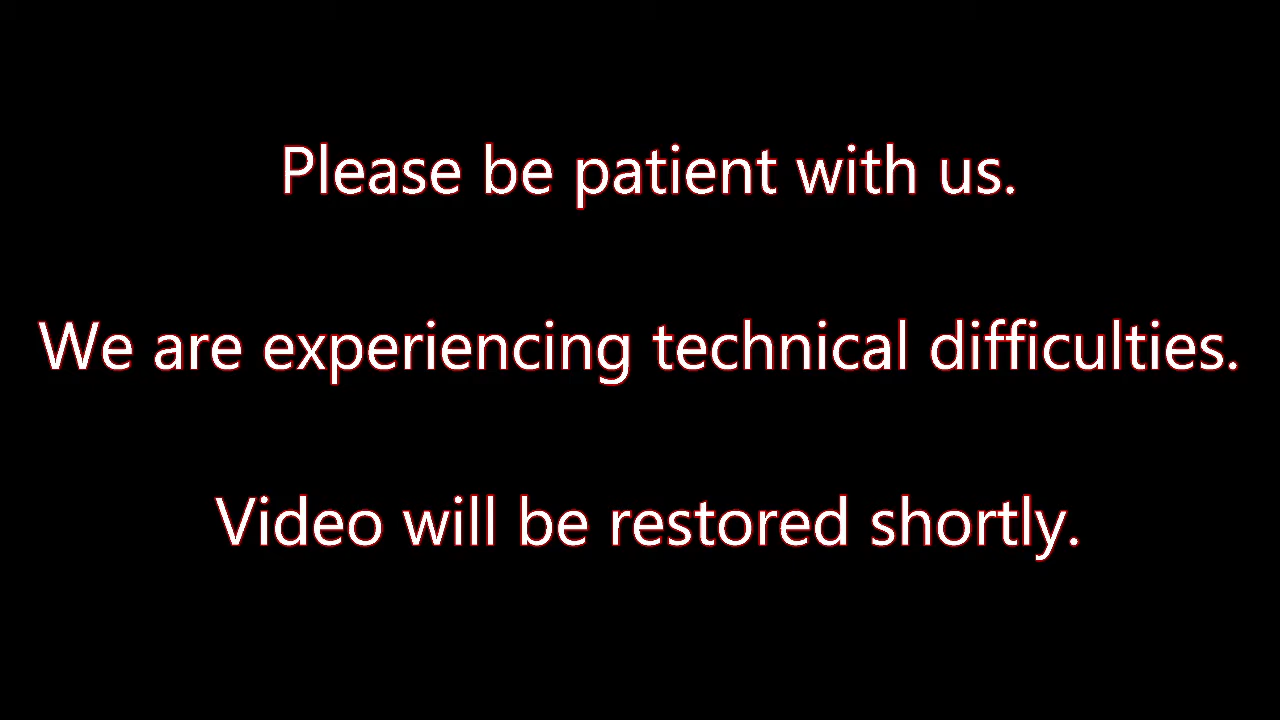 Please be patient with us.
We are experiencing technical difficulties.
Video will be restored shortly.